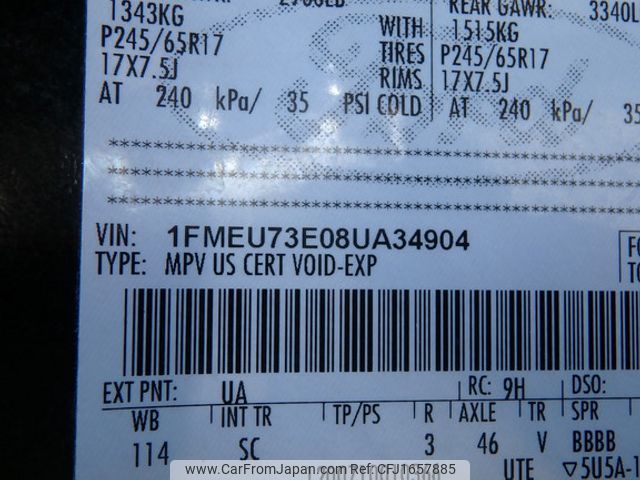 1343KG
REAR GAWR: 3340L
P245/65R17 WITH 1515KG
17X7.5J TIRES P245/65R17
RIMS 17X7.5J
AT 240 kPa/ 35 PSI COLD AT 240 kPa/ 35
VIN: 1FMEU73E08UA34904
TYPE: MPV US CERT VOID-EXP
EXT PNT: UA RC: 9H DSO:
WB INT TR TP/PS R AXLE TR SPR
114 SC 3 46 V BBBB
UTE ▽5U5A-1
www.CarFromJapan.com - CFJ1657885